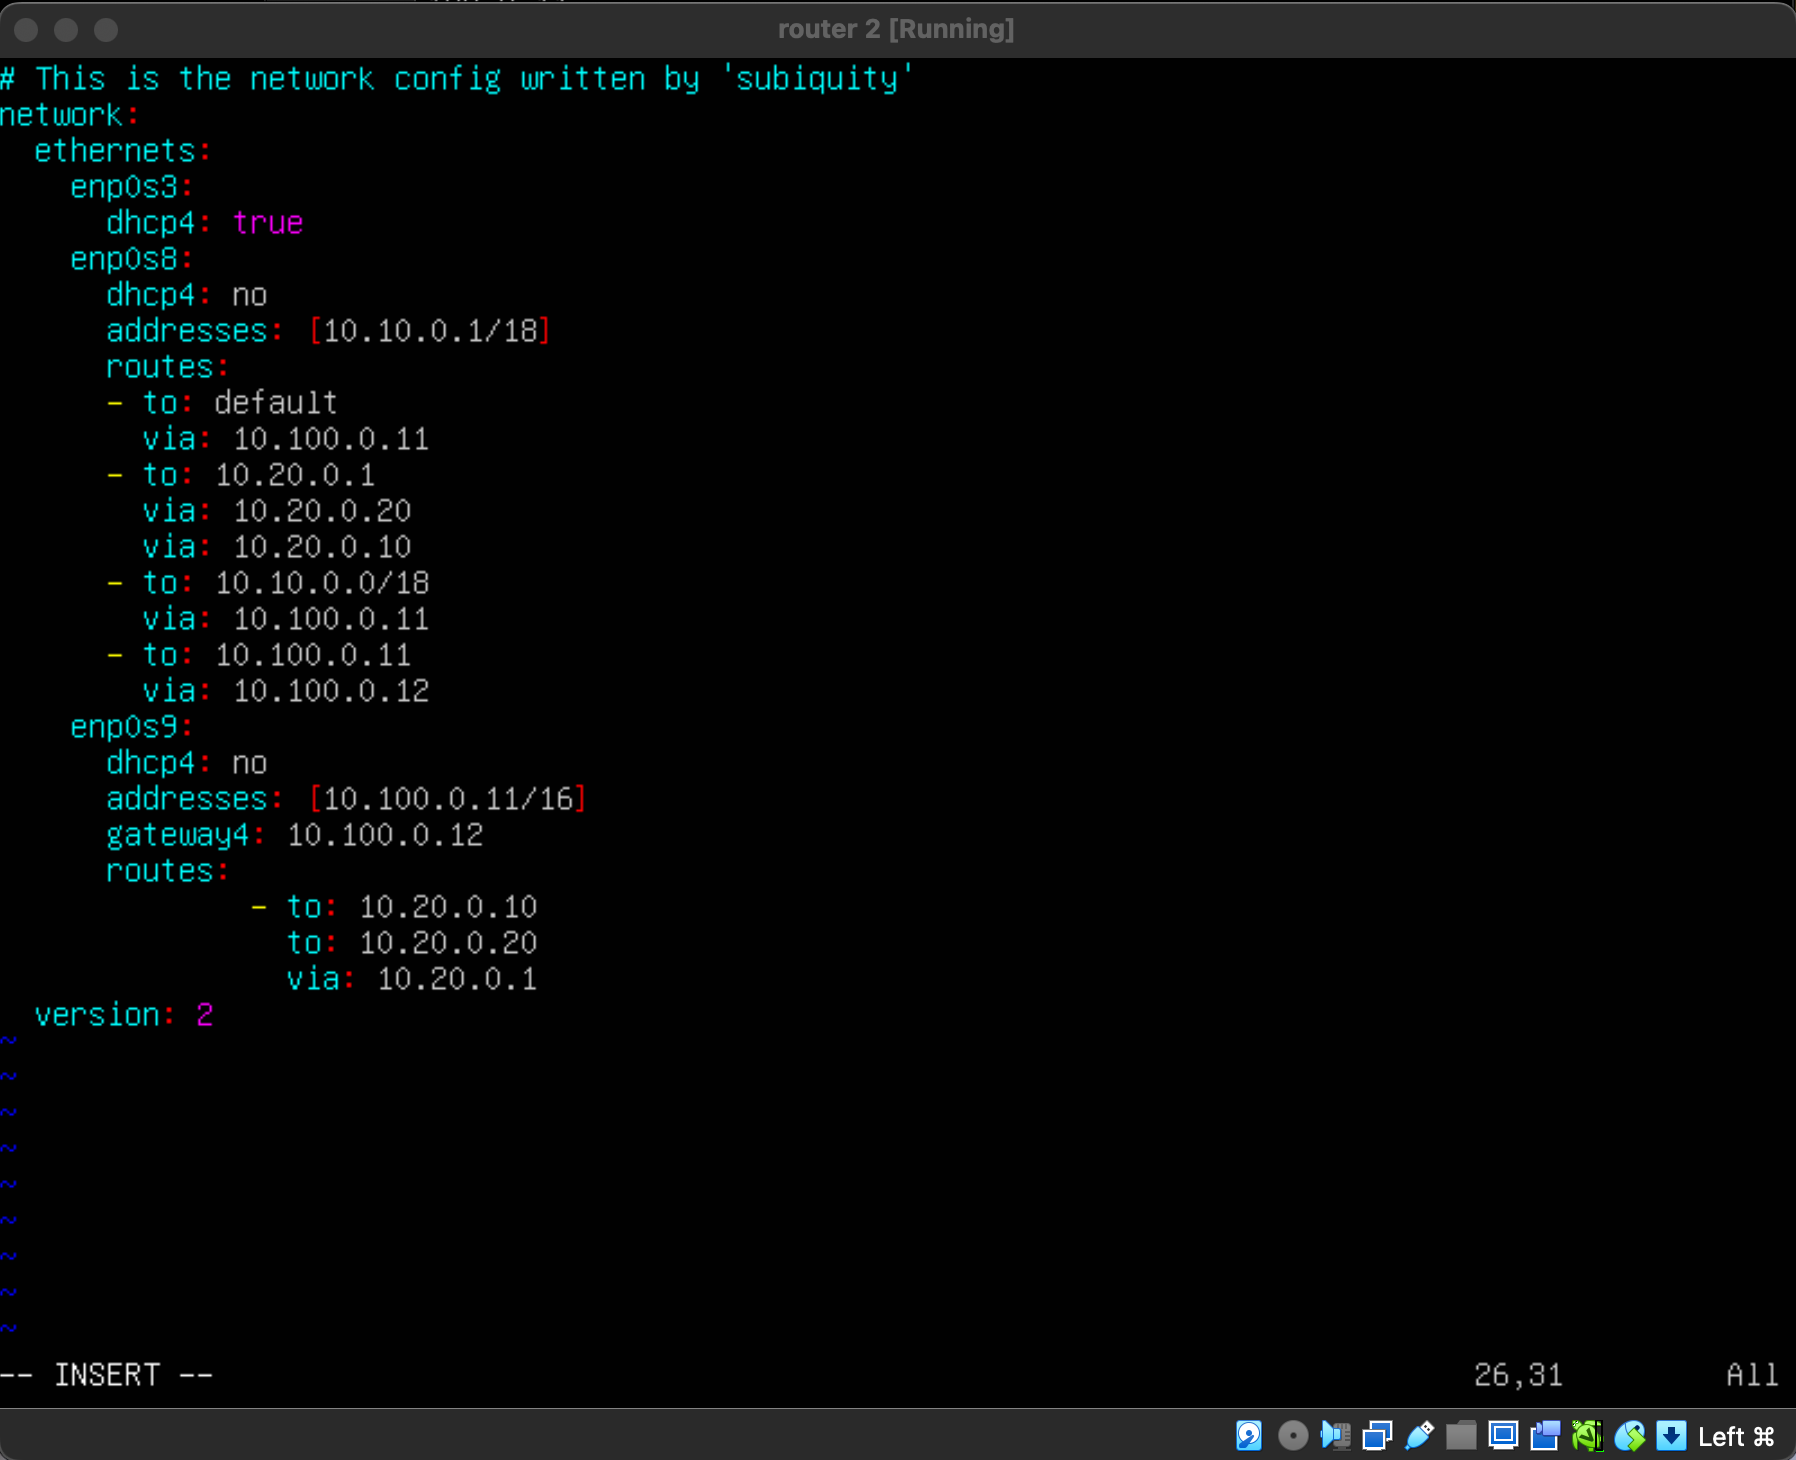 router 2 [Running]
# This is the network config written by 'subiquity'
network:
  ethernets:
    enp0s3:
      dhcp4: true
    enp0s8:
      dhcp4: no
      addresses: [10.10.0.1/18]
      routes:
      - to: default
        via: 10.100.0.11
      - to: 10.20.0.1
        via: 10.20.0.20
        via: 10.20.0.10
      - to: 10.10.0.0/18
        via: 10.100.0.11
      - to: 10.100.0.11
        via: 10.100.0.12
    enp0s9:
      dhcp4: no
      addresses: [10.100.0.11/16]
      gateway4: 10.100.0.12
      routes:
              - to: 10.20.0.10
                to: 10.20.0.20
                via: 10.20.0.1
  version: 2
~
~
~
~
~
~
~
~
~
-- INSERT -- 26,31 All
Left ⌘